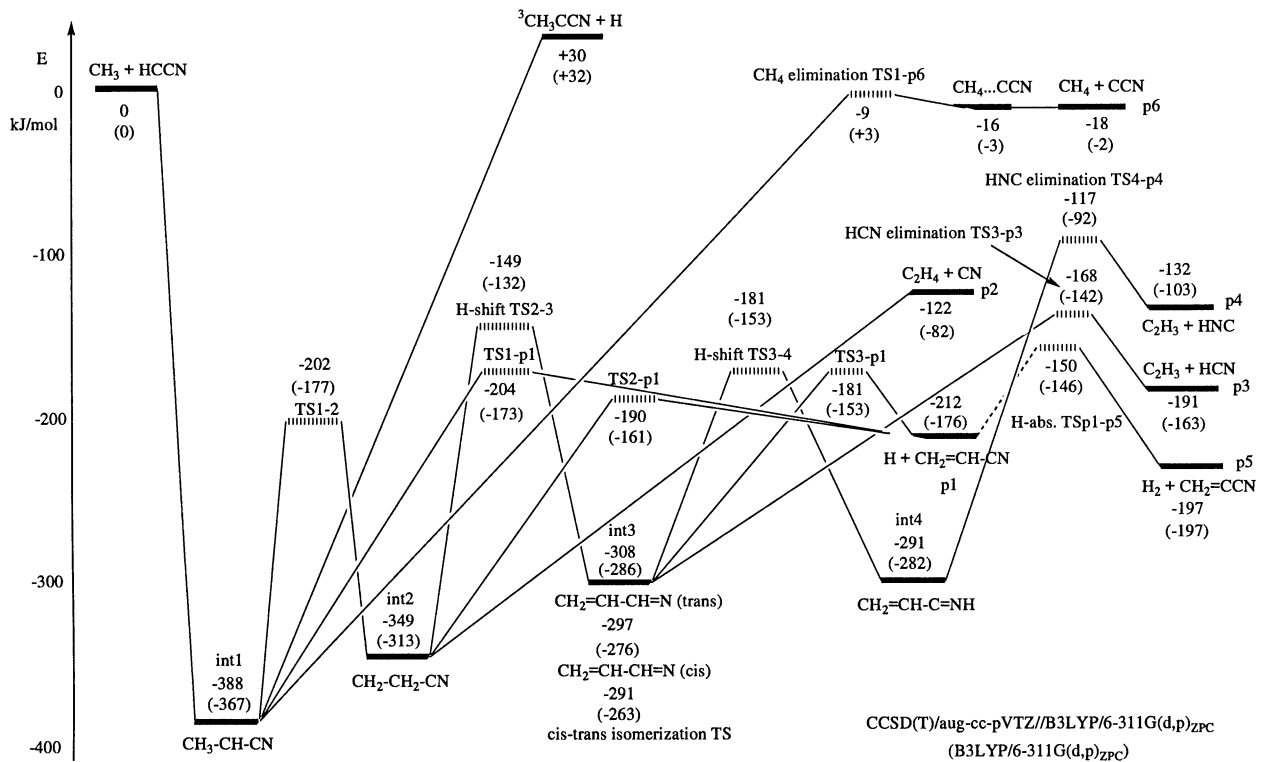 E
kJ/mol
0
-100
-200
-300
-400
CH3 + HCCN
0
(0)
3CH3CCN + H
+30
(+32)
CH4 elimination TS1-p6
-9
(+3)
CH4...CCN
-16
(-3)
CH4 + CCN
p6
-18
(-2)
HNC elimination TS4-p4
-117
(-92)
HCN elimination TS3-p3
-168
(-142)
-132
(-103)
p4
C2H3 + HNC
C2H4 + CN
p2
-122
(-82)
-149
(-132)
H-shift TS2-3
TS1-p1
-204
(-173)
-202
(-177)
TS1-2
TS2-p1
-190
(-161)
-181
(-153)
H-shift TS3-4
TS3-p1
-181
(-153)
-212
(-176)
H + CH2=CH-CN
p1
-150
(-146)
H-abs. TSp1-p5
C2H3 + HCN
p3
-191
(-163)
p5
H2 + CH2=CCN
-197
(-197)
int1
-388
(-367)
CH3-CH-CN
int2
-349
(-313)
CH2-CH2-CN
int3
-308
(-286)
CH2=CH-CH=N (trans)
-297
(-276)
CH2=CH-CH=N (cis)
-291
(-263)
cis-trans isomerization TS
int4
-291
(-282)
CH2=CH-C=NH
CCSD(T)/aug-cc-pVTZ//B3LYP/6-311G(d,p)ZPC
(B3LYP/6-311G(d,p)ZPC)